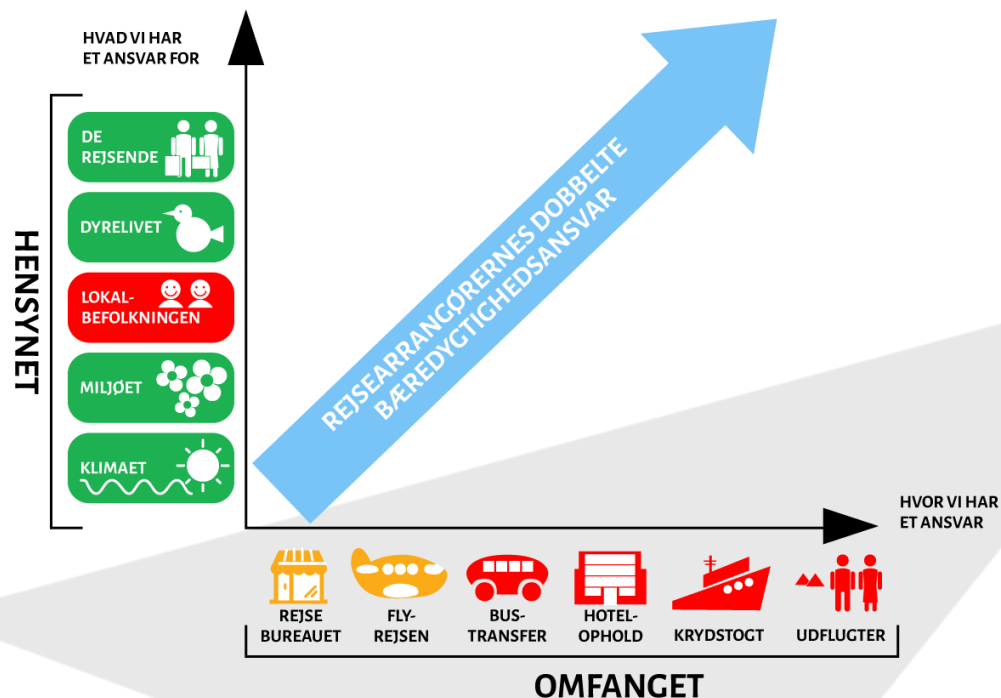 HVAD VI HAR
ET ANSVAR FOR
HENSYNET
DE
REJSENDE
DYRELIVET
LOKAL-
BEFOLKNINGEN
MILJØET
KLIMAET
REJSEARRANGØRERNES DOBBELTE
BÆREDYGTIGHEDSANSVAR
HVOR VI HAR
ET ANSVAR
REJSE
BUREAUET
FLY-
REJSEN
BUS-
TRANSFER
HOTEL-
OPHOLD
KRYDSTOGT
UDFLUGTER
OMFANGET